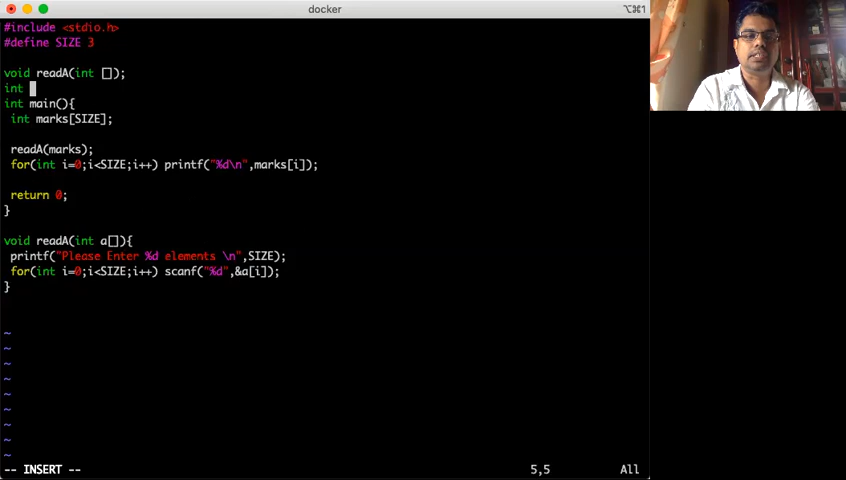 docker
⌥⌘1
#include <stdio.h>
#define SIZE 3
void readA(int []);
int
int main(){
int marks[SIZE];
readA(marks);
for(int i=0;i<SIZE;i++) printf("%d\n",marks[i]);
return 0;
}
void readA(int a[]){
printf("Please Enter %d elements \n",SIZE);
for(int i=0;i<SIZE;i++) scanf("%d",&a[i]);
}
~
~
~
~
~
~
~
~
~
-- INSERT --
5,5
All